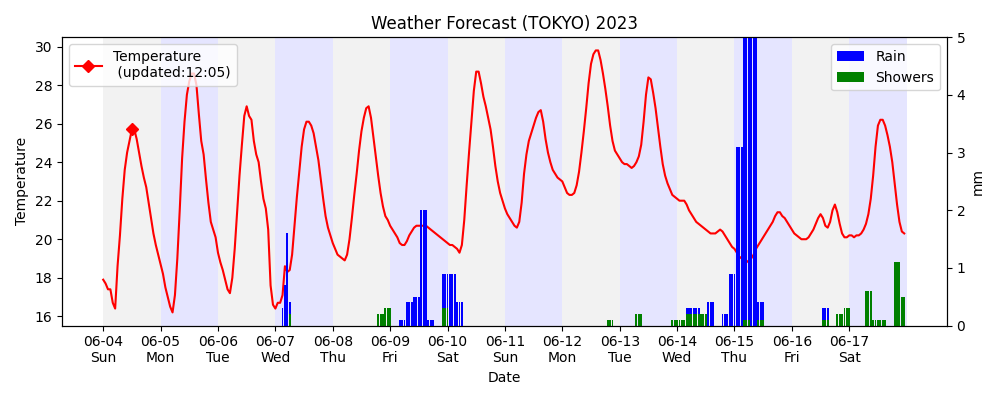 Weather Forecast (TOKYO) 2023
Temperature
(updated:12:05)
Rain
Showers
Temperature
30
28
26
24
22
20
18
16
5
4
3
2
1
0
mm
06-04 06-05 06-06 06-07 06-08 06-09 06-10 06-11 06-12 06-13 06-14 06-15 06-16 06-17
Sun Mon Tue Wed Thu Fri Sat Sun Mon Tue Wed Thu Fri Sat
Date